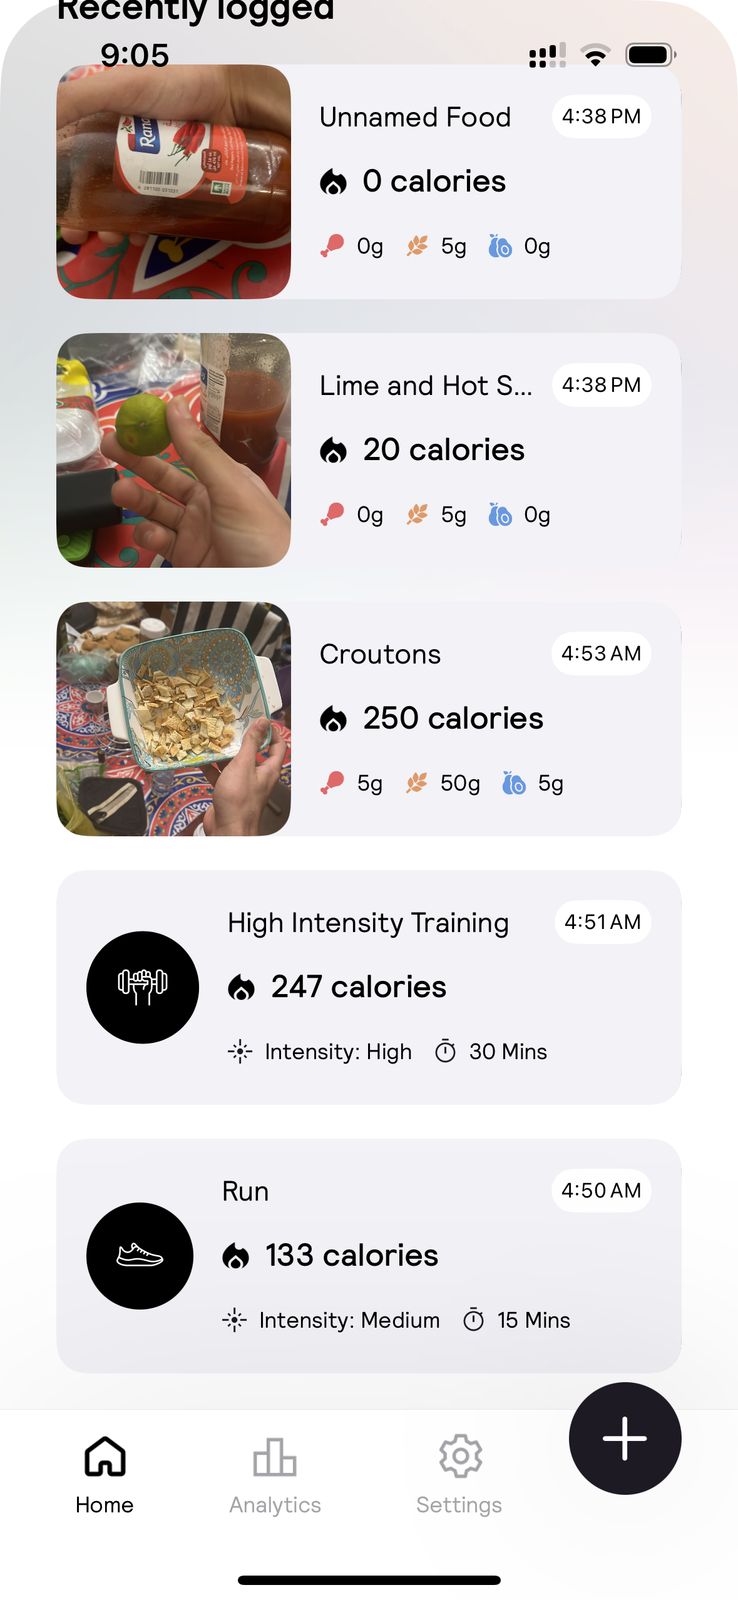 Recently logged
9:05
Unnamed Food
4:38 PM
0 calories
0g 5g 0g
Lime and Hot S...
4:38 PM
20 calories
0g 5g 0g
Croutons
4:53 AM
250 calories
5g 50g 5g
High Intensity Training
4:51 AM
247 calories
Intensity: High 30 Mins
Run
4:50 AM
133 calories
Intensity: Medium 15 Mins
Home Analytics Settings